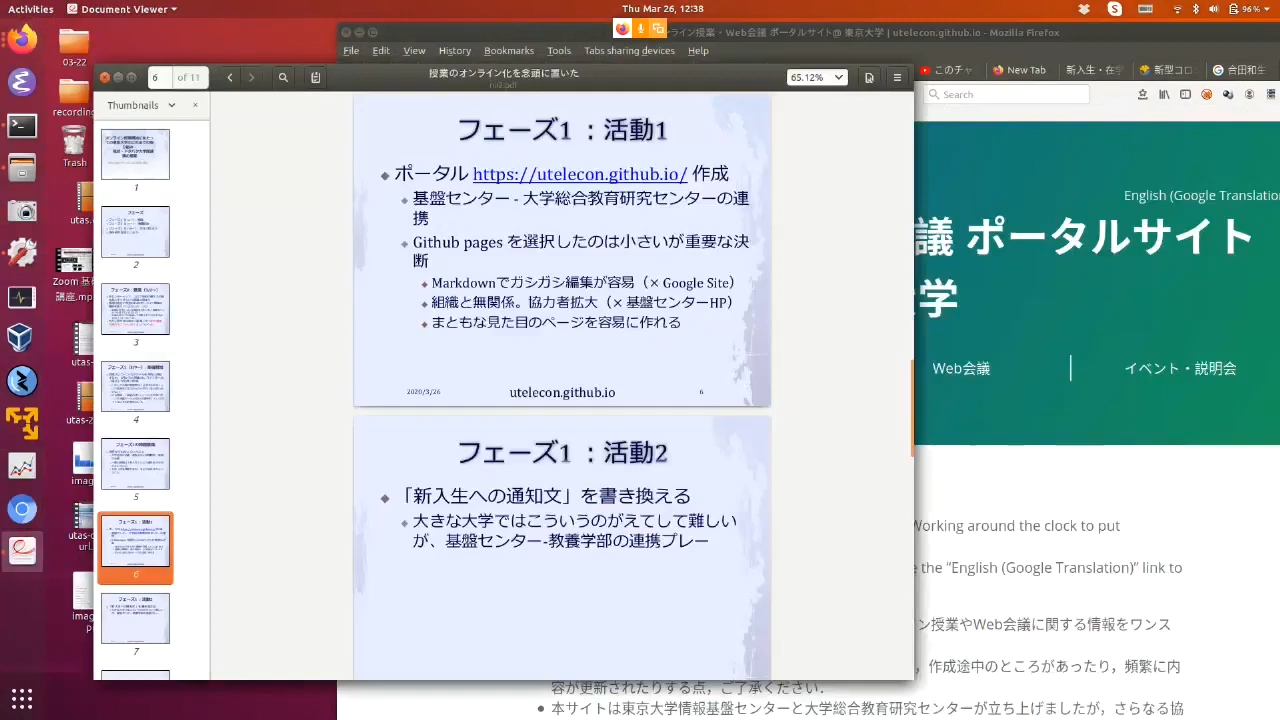 Activities
Document Viewer
Thu Mar 26, 12:38
96%
ライン授業・Web会議 ポータルサイト@ 東京大学 | utelecon.github.io - Mozilla Firefox
File Edit View History Bookmarks Tools Tabs sharing devices Help
03-22
6 of 11
授業のオンライン化を念頭に置いた
65.12%
このチャ
New Tab
新入生・在学
新型コロ
合田和生
Search
Thumbnails
recording
Trash
utas.
Zoom 基
講座.mp
utas-
utas-2
imag
imag
utas-o
url
imag
1
2
3
4
5
6
7
フェーズ1：活動1
ポータル https://utelecon.github.io/ 作成
基盤センター - 大学総合教育研究センターの連
携
Github pages を選択したのは小さいが重要な決
断
Markdownでガシガシ編集が容易（× Google Site）
組織と無関係。協力者拡大（× 基盤センターHP）
まともな見た目のページを容易に作れる
2020/3/26
utelecon.github.io
6
フェーズ1：活動2
「新入生への通知文」を書き換える
大きな大学ではこういうのがえてして難しい
が、基盤センター-教養学部の連携プレー
English (Google Translation
議 ポータルサイト
学
Web会議
イベント・説明会
Working around the clock to put
e the “English (Google Translation)” link to
ン授業やWeb会議に関する情報をワンス
，作成途中のところがあったり，頻繁に内
容が更新されたりする点，ご了承ください．
本サイトは東京大学情報基盤センターと大学総合教育研究センターが立ち上げましたが，さらなる協